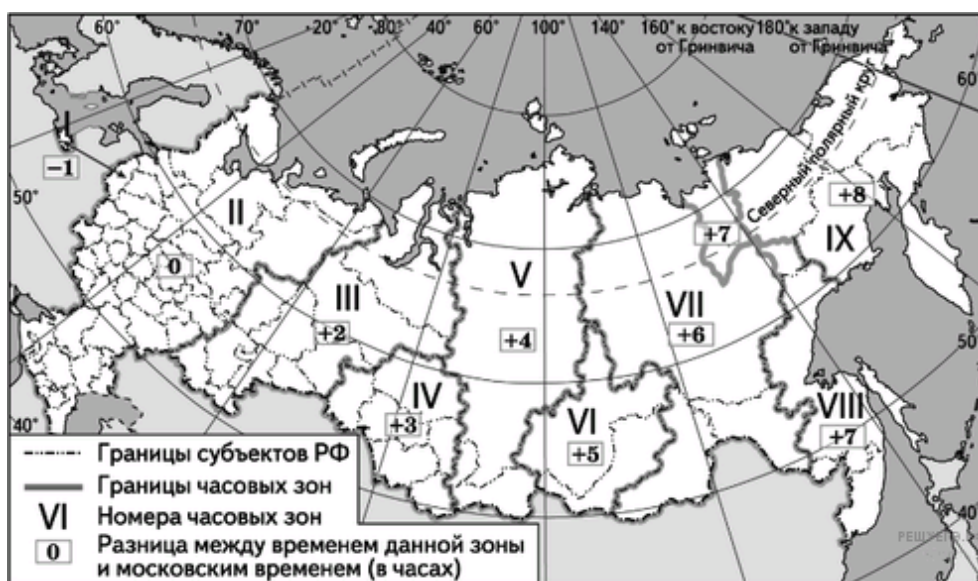 60° 70° -20° -30° 40° 60° 80° 100° 120° 140° 160° к востоку 180° к западу
от Гринвича от Гринвича
Северный полярный круг
60°
I
-1
50°
II
0
III
+2
IV
+3
V
+4
VI
+5
VII
+6
+7
VIII
+7
IX
+8
50°
40°
40°
Границы субъектов РФ
Границы часовых зон
VI Номера часовых зон
0 Разница между временем данной зоны
и московским временем (в часах)